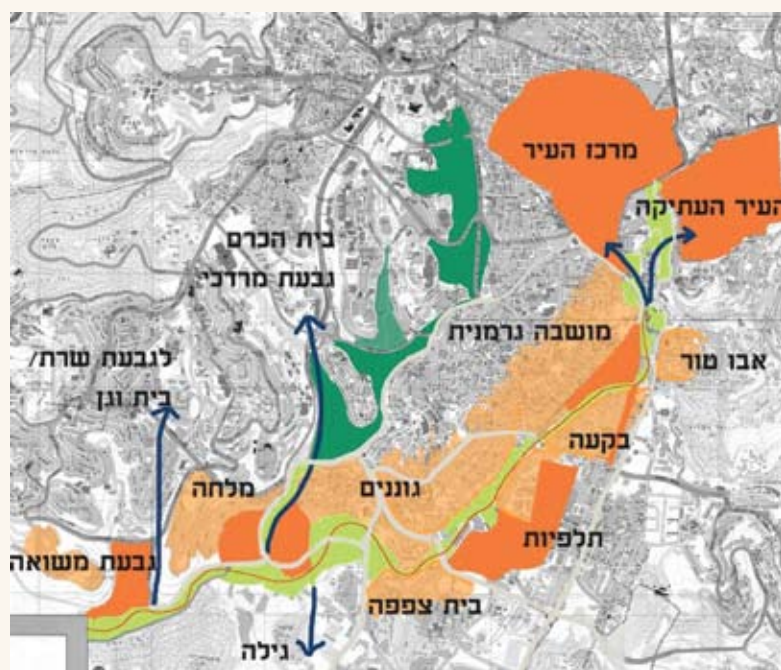 מרכז העיר
העיר העתיקה
בית הכרם
גבעת מרדכי
מושבה גרמנית
אבו טור
לגבעת שרת/
בית וגן
בקעה
מלחה
גוננים
תלפיות
גבעת משואה
בית צפפה
גילה